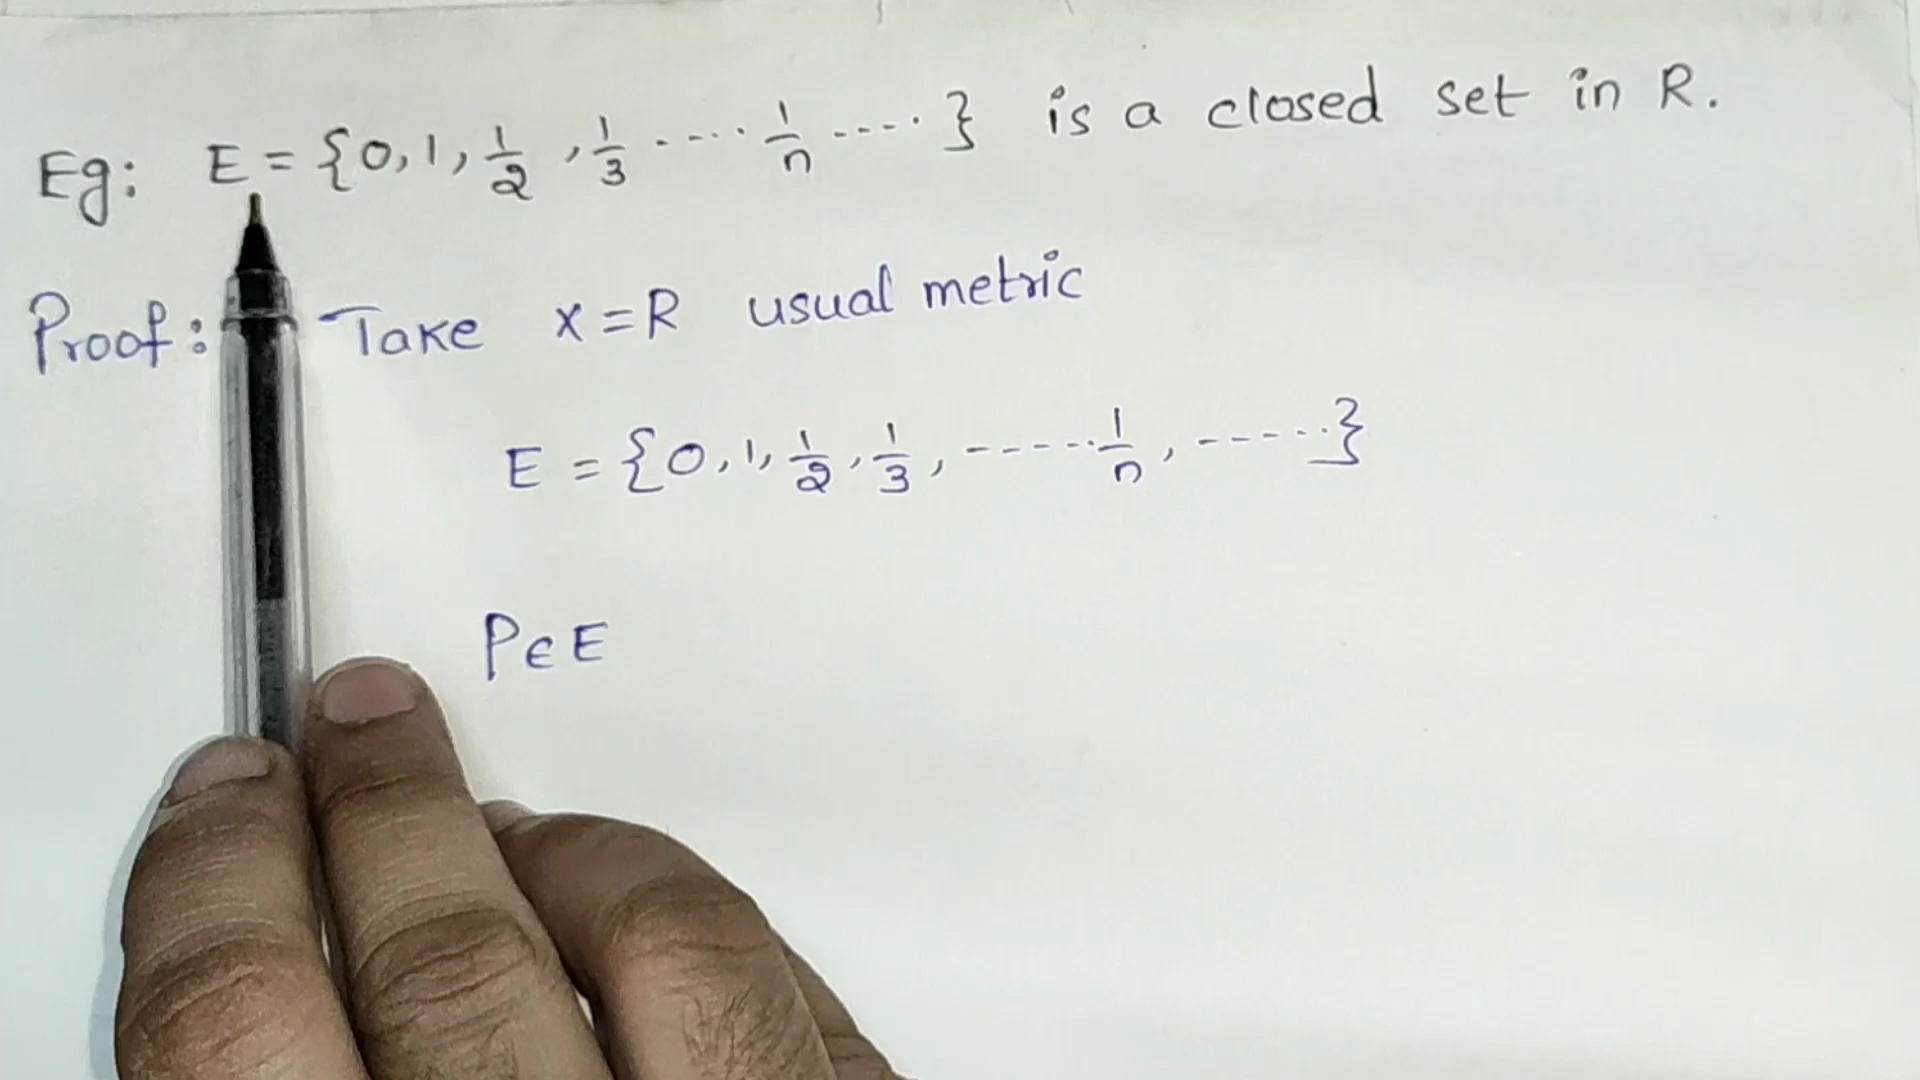 Eg: E = {0, 1, 1/2, 1/3 ---- 1/n ----} is a closed set in R.
Proof: Take X = R usual metric
E = {0, 1, 1/2, 1/3, ----- 1/n, -----}
P ∈ E